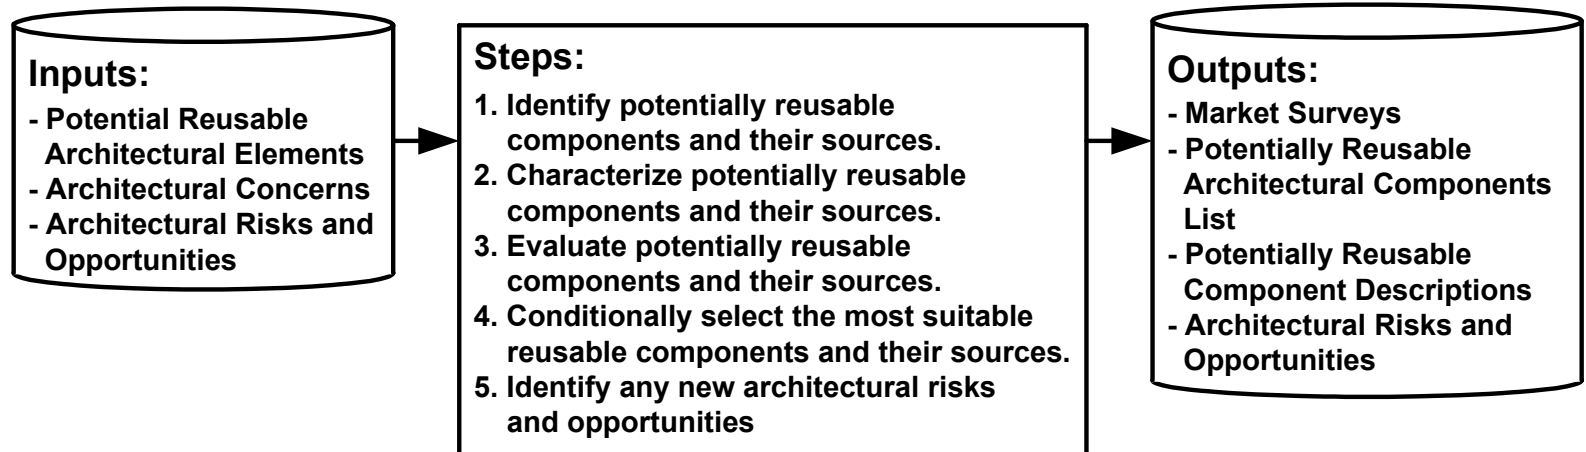 Inputs:
- Potential Reusable
Architectural Elements
- Architectural Concerns
- Architectural Risks and
Opportunities
Steps:
1. Identify potentially reusable
components and their sources.
2. Characterize potentially reusable
components and their sources.
3. Evaluate potentially reusable
components and their sources.
4. Conditionally select the most suitable
reusable components and their sources.
5. Identify any new architectural risks
and opportunities
Outputs:
- Market Surveys
- Potentially Reusable
Architectural Components
List
- Potentially Reusable
Component Descriptions
- Architectural Risks and
Opportunities